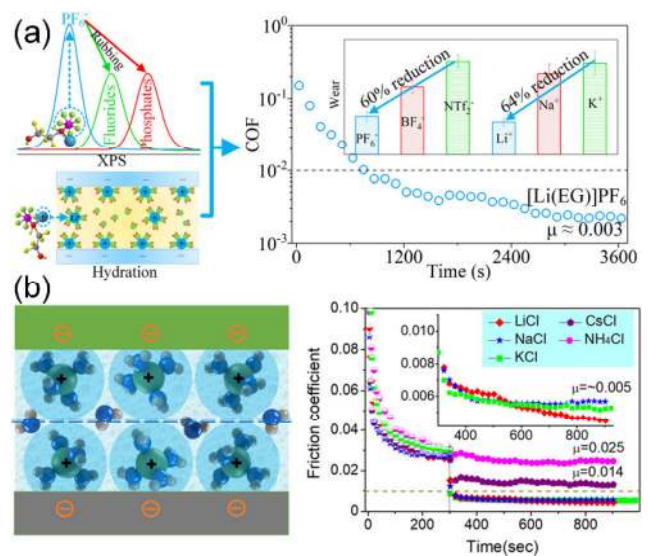 (a)
PF6-
Rubbing
Fluorides
Phosphates
XPS
Hydration
COF
10^0
10^-1
10^-2
10^-3
Wear
60% reduction
64% reduction
PF6-
BF4-
NTf2-
Li+
Na+
K+
[Li(EG)]PF6
μ ≈ 0.003
0 1200 2400 3600
Time (s)
(b)
Friction coefficient
0.10
0.08
0.06
0.04
0.02
0.00
LiCl
NaCl
KCl
CsCl
NH4Cl
0.010
0.008
0.006
400 600 800
μ=~0.005
μ=0.025
μ=0.014
0 200 400 600 800 1000
Time(sec)